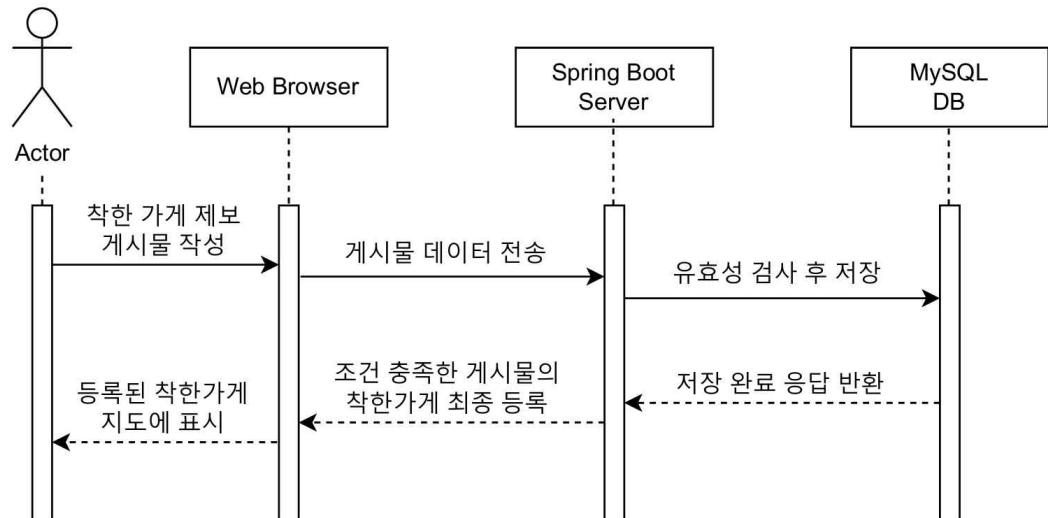 Actor
Web Browser
Spring Boot
Server
MySQL
DB
착한 가게 제보
게시물 작성
게시물 데이터 전송
유효성 검사 후 저장
저장 완료 응답 반환
조건 충족한 게시물의
착한가게 최종 등록
등록된 착한가게
지도에 표시